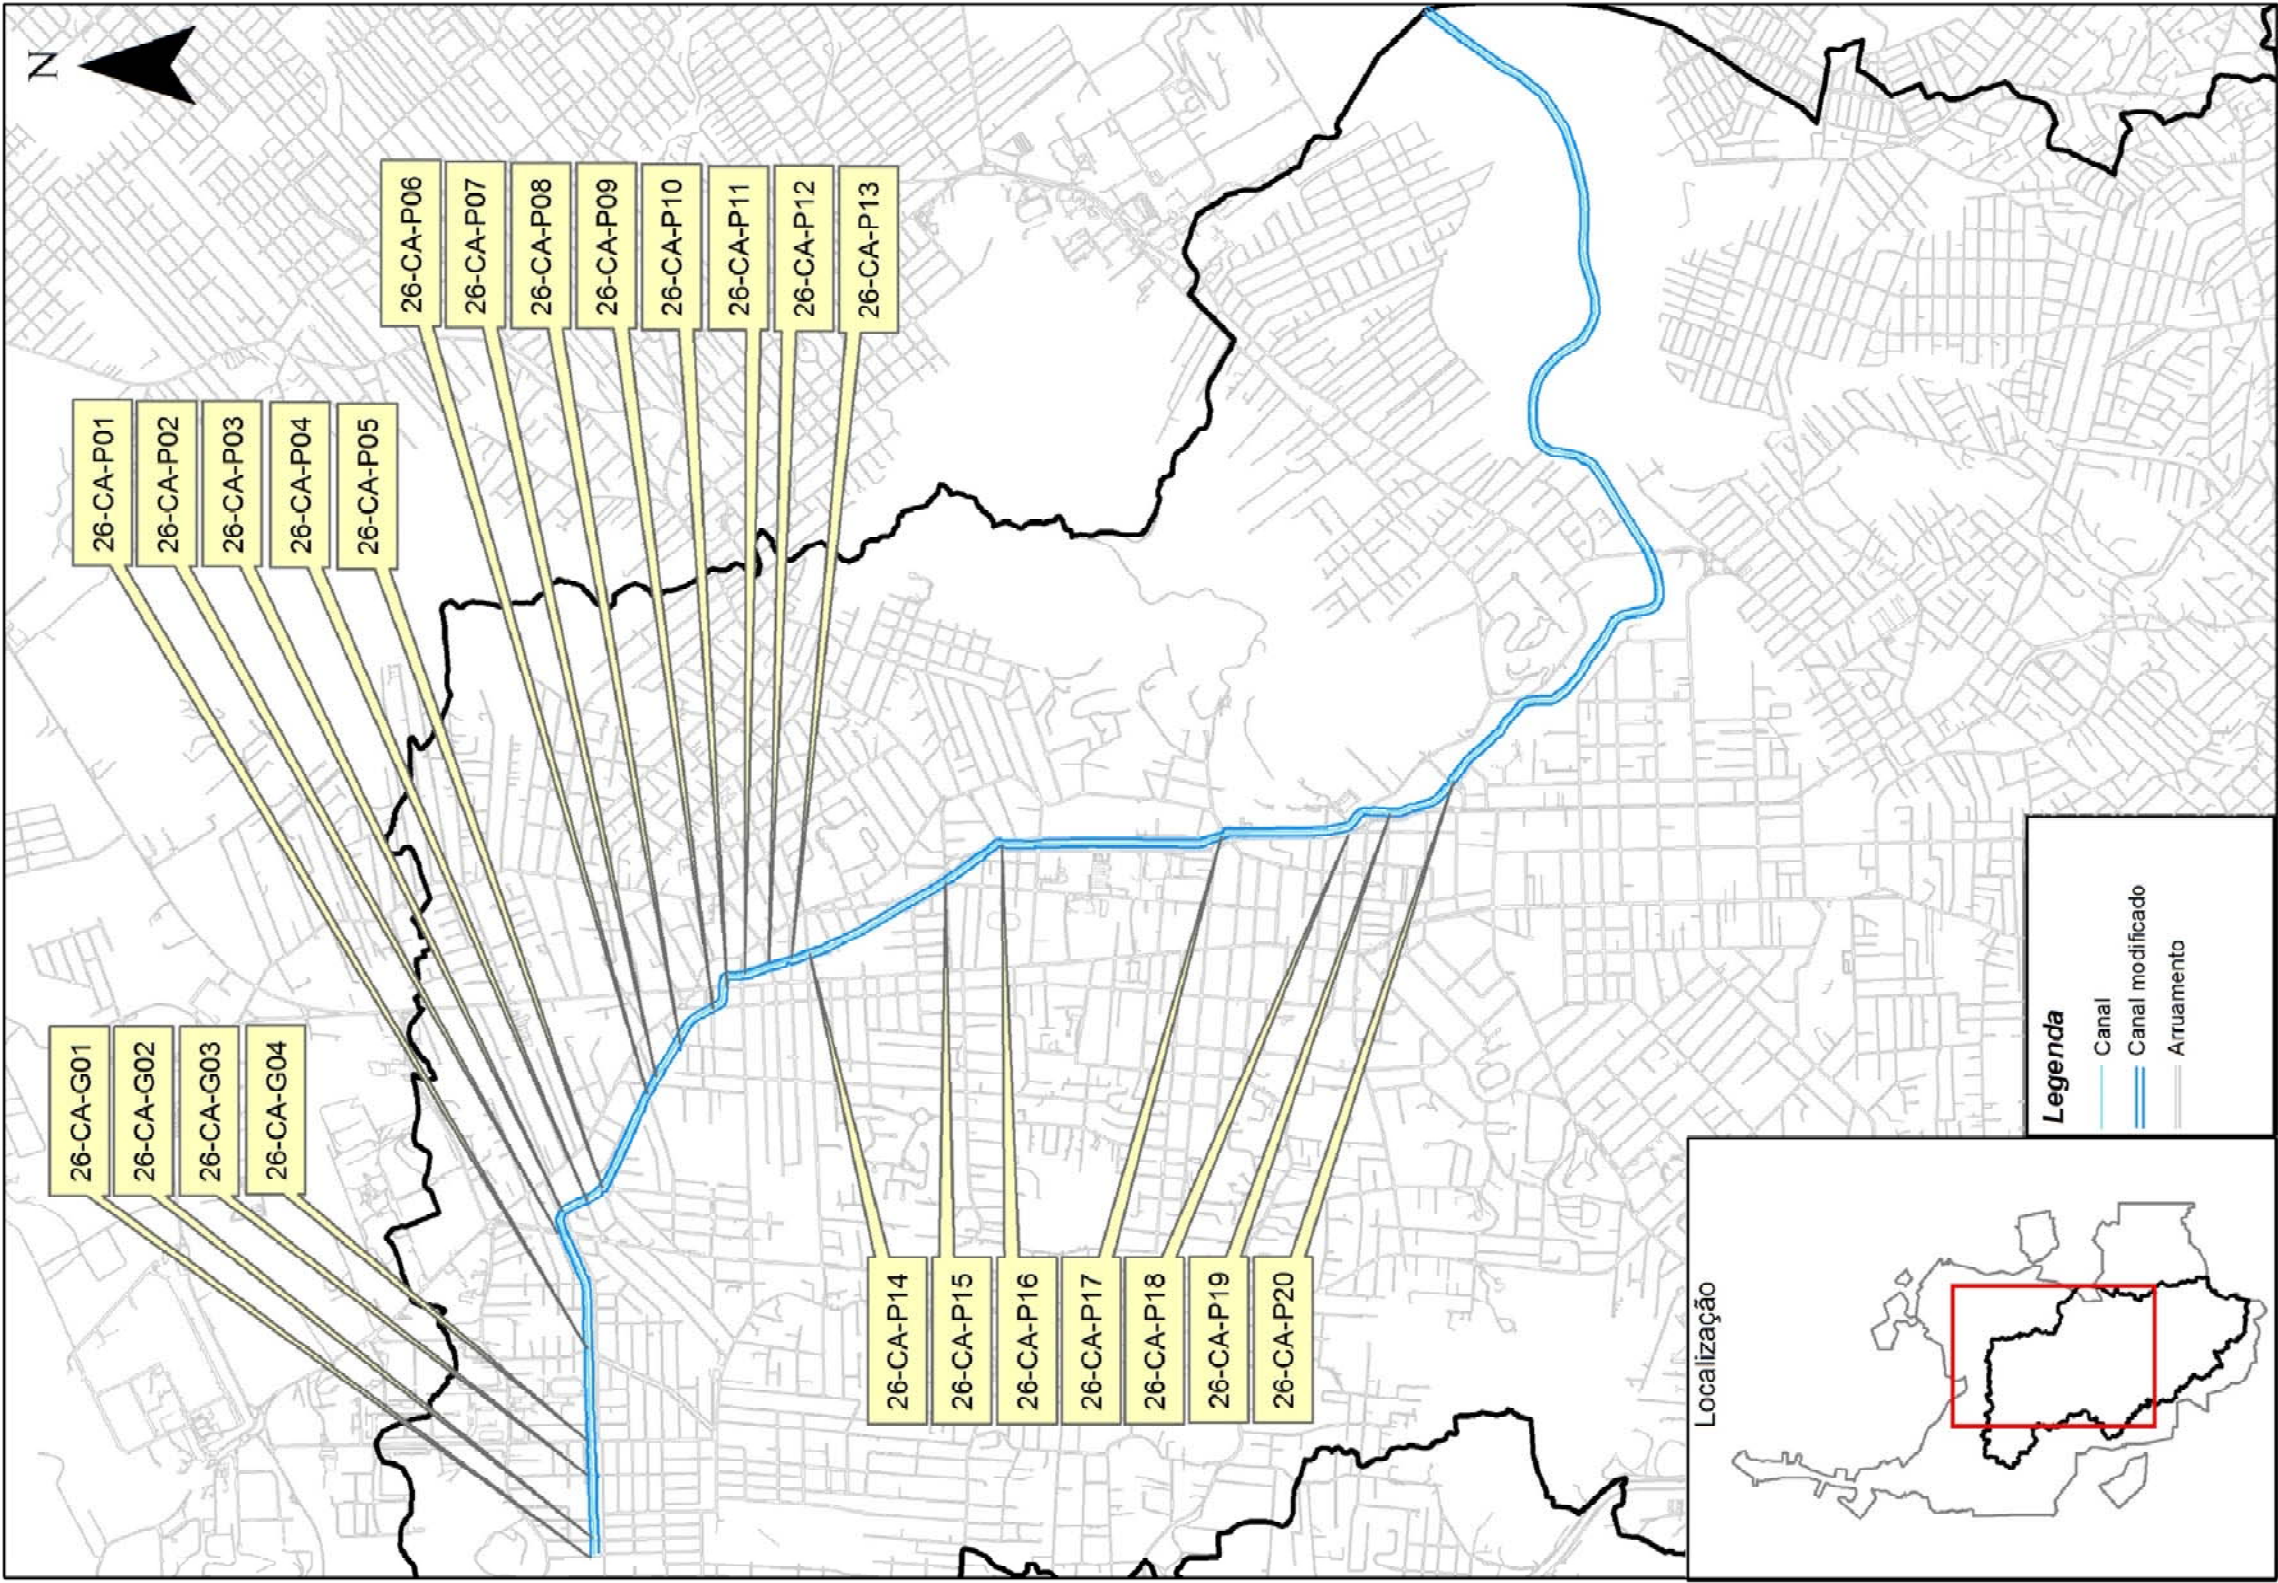 N
26-CA-P01
26-CA-P02
26-CA-P03
26-CA-P04
26-CA-P05
26-CA-P06
26-CA-P07
26-CA-P08
26-CA-P09
26-CA-P10
26-CA-P11
26-CA-P12
26-CA-P13
26-CA-G01
26-CA-G02
26-CA-G03
26-CA-G04
26-CA-P14
26-CA-P15
26-CA-P16
26-CA-P17
26-CA-P18
26-CA-P19
26-CA-P20
Localização
Legenda
Canal
Canal modificado
Arruamento